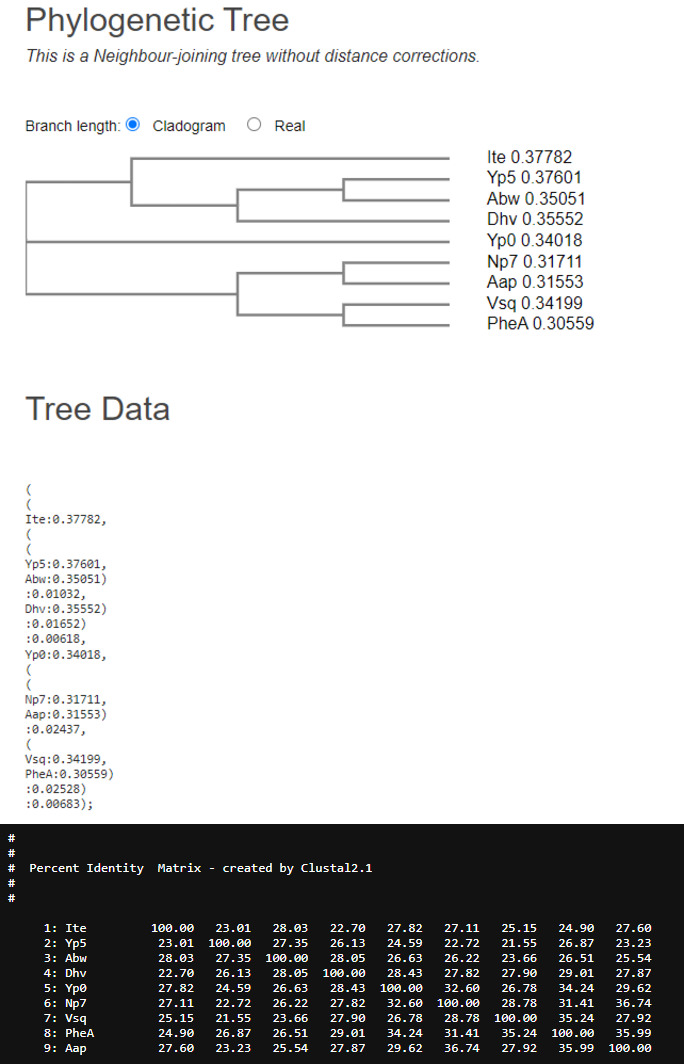 Phylogenetic Tree
This is a Neighbour-joining tree without distance corrections.
Branch length: Cladogram Real
Ite 0.37782
Yp5 0.37601
Abw 0.35051
Dhv 0.35552
Yp0 0.34018
Np7 0.31711
Aap 0.31553
Vsq 0.34199
PheA 0.30559
Tree Data
(
(
Ite:0.37782,
(
(
Yp5:0.37601,
Abw:0.35051)
:0.01032,
Dhv:0.35552)
:0.01652)
:0.00618,
Yp0:0.34018,
(
(
Np7:0.31711,
Aap:0.31553)
:0.02437,
(
Vsq:0.34199,
PheA:0.30559)
:0.02528)
:0.00683);
#
#
# Percent Identity Matrix - created by Clustal2.1
#
#
1: Ite 100.00 23.01 28.03 22.70 27.82 27.11 25.15 24.90 27.60
2: Yp5 23.01 100.00 27.35 26.13 24.59 22.72 21.55 26.87 23.23
3: Abw 28.03 27.35 100.00 28.05 26.63 26.22 23.66 26.51 25.54
4: Dhv 22.70 26.13 28.05 100.00 28.43 27.82 27.90 29.01 27.87
5: Yp0 27.82 24.59 26.63 28.43 100.00 32.60 26.78 34.24 29.62
6: Np7 27.11 22.72 26.22 27.82 32.60 100.00 28.78 31.41 36.74
7: Vsq 25.15 21.55 23.66 27.90 26.78 28.78 100.00 35.24 27.92
8: PheA 24.90 26.87 26.51 29.01 34.24 31.41 35.24 100.00 35.99
9: Aap 27.60 23.23 25.54 27.87 29.62 36.74 27.92 35.99 100.00